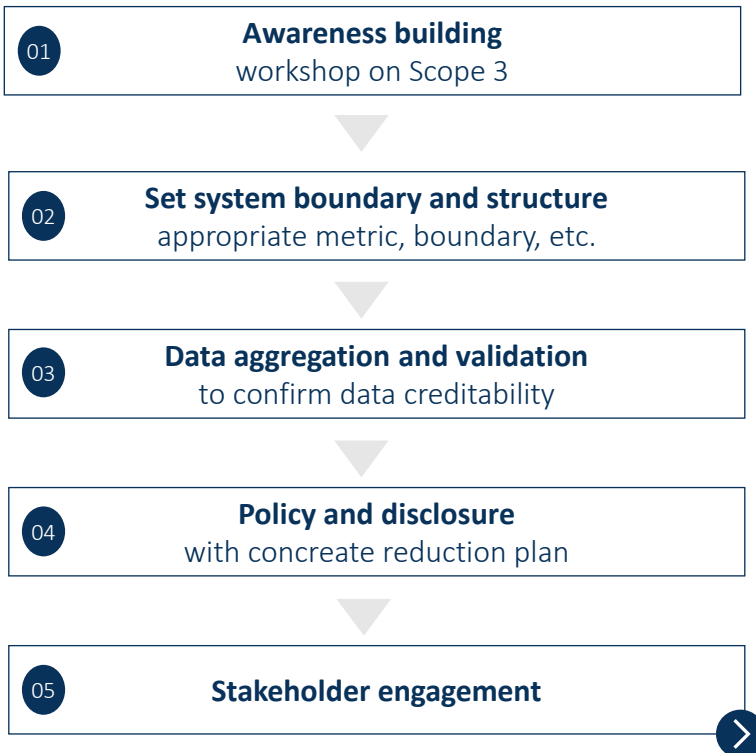 01
Awareness building
workshop on Scope 3
02
Set system boundary and structure
appropriate metric, boundary, etc.
03
Data aggregation and validation
to confirm data creditability
04
Policy and disclosure
with concreate reduction plan
05
Stakeholder engagement